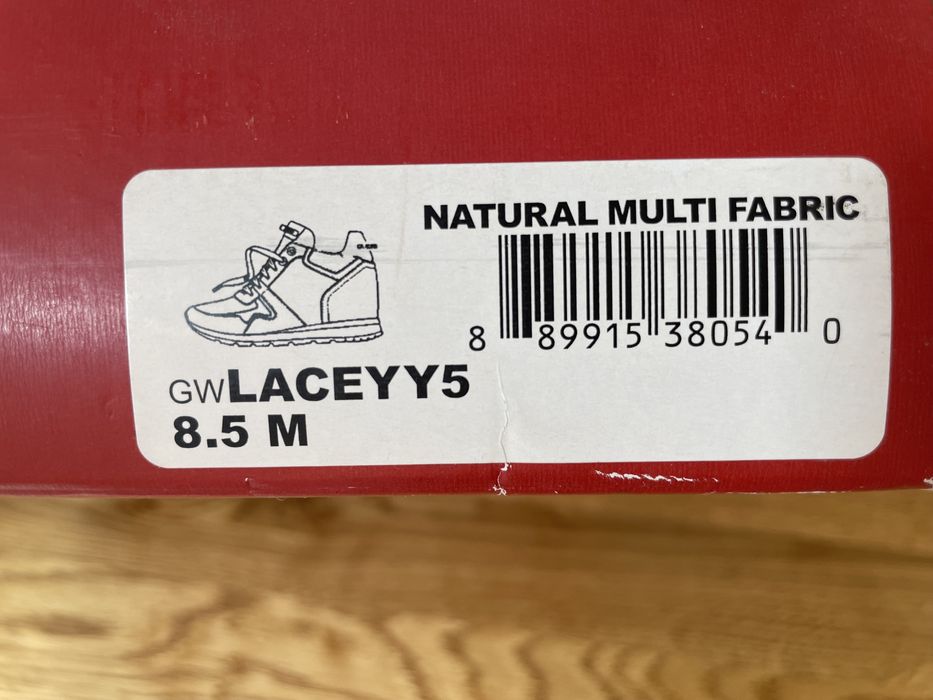 NATURAL MULTI FABRIC
8 89915 38054 0
GWLACEYY5
8.5 M